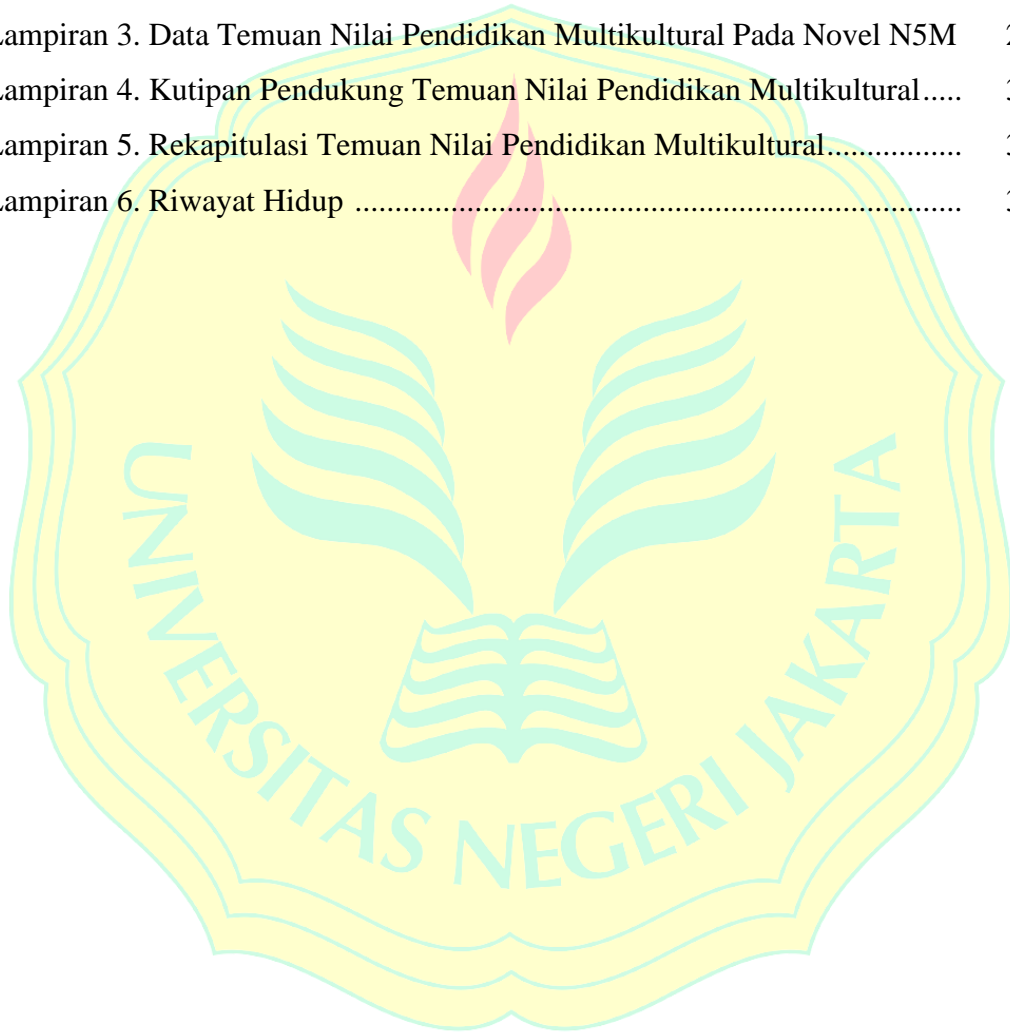 Lampiran 3. Data Temuan Nilai Pendidikan Multikultural Pada Novel N5M
Lampiran 4. Kutipan Pendukung Temuan Nilai Pendidikan Multikultural.....
Lampiran 5. Rekapitulasi Temuan Nilai Pendidikan Multikultural.................
Lampiran 6. Riwayat Hidup .............................................................................
UNIVERSITAS NEGERI JAKARTA